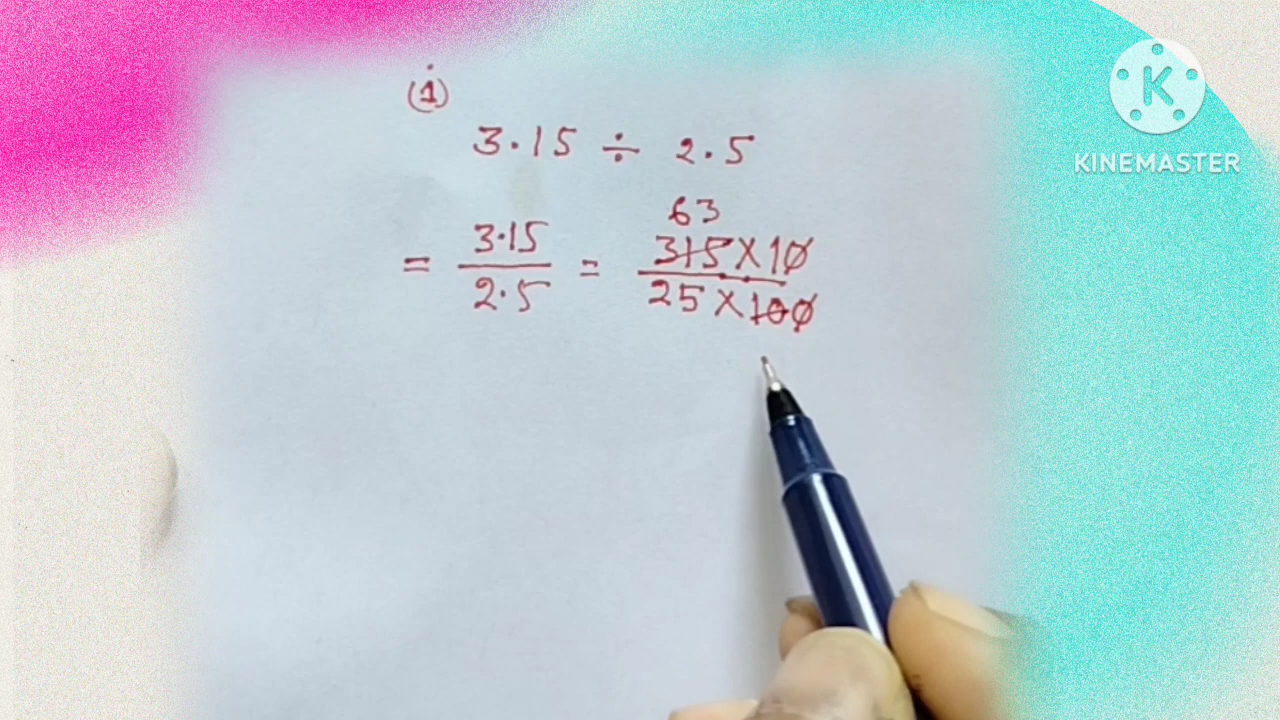 (i)
3.15 ÷ 2.5
63
= 3.15/2.5 = 315×10/25×100
KINEMASTER